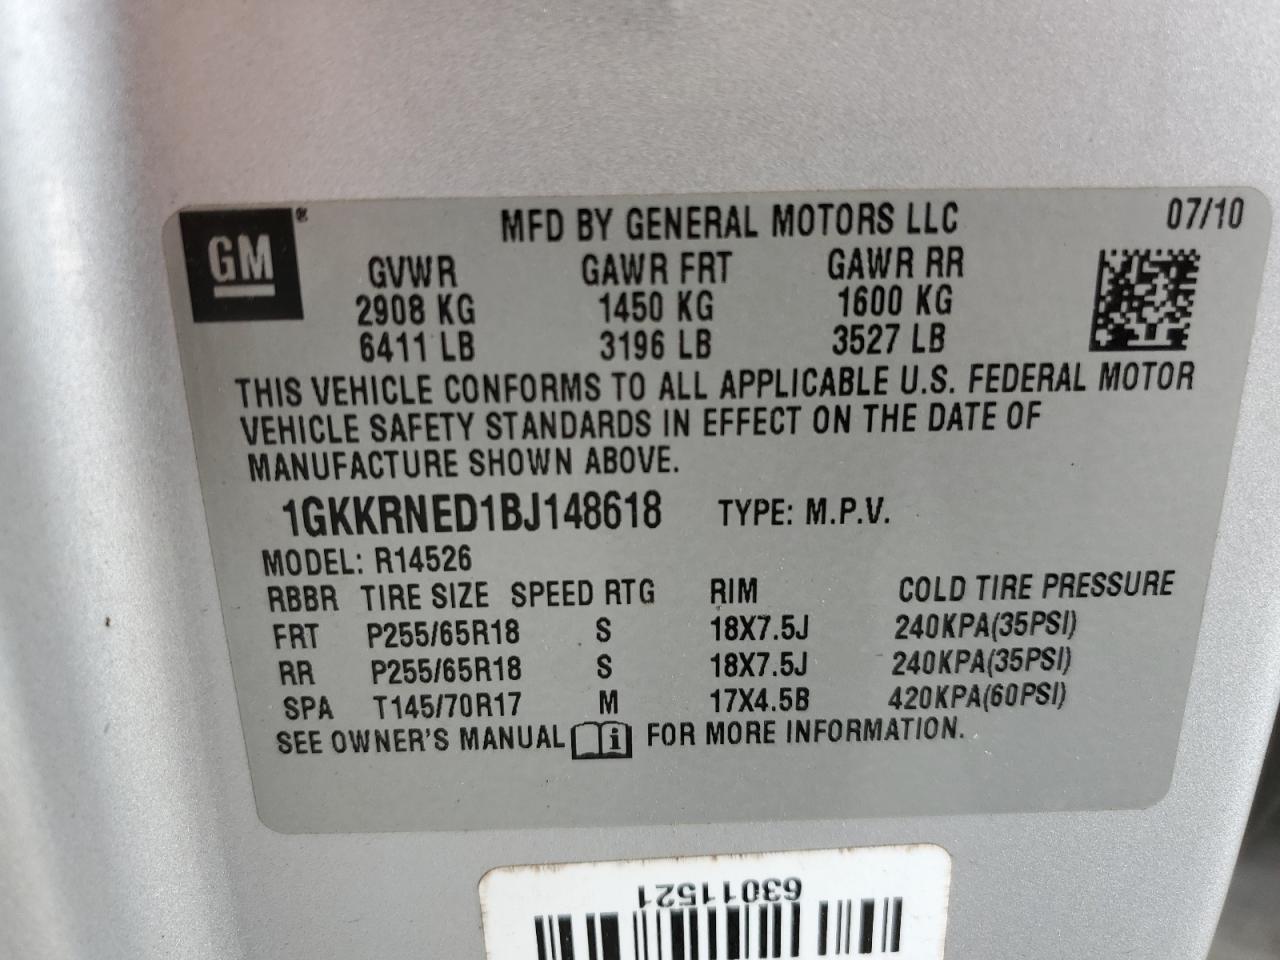 GM® MFD BY GENERAL MOTORS LLC 07/10
GVWR GAWR FRT GAWR RR
2908 KG 1450 KG 1600 KG
6411 LB 3196 LB 3527 LB
THIS VEHICLE CONFORMS TO ALL APPLICABLE U.S. FEDERAL MOTOR
VEHICLE SAFETY STANDARDS IN EFFECT ON THE DATE OF
MANUFACTURE SHOWN ABOVE.
1GKKRNED1BJ148618 TYPE: M.P.V.
MODEL: R14526
RBBR TIRE SIZE SPEED RTG RIM COLD TIRE PRESSURE
FRT P255/65R18 S 18X7.5J 240KPA(35PSI)
RR P255/65R18 S 18X7.5J 240KPA(35PSI)
SPA T145/70R17 M 17X4.5B 420KPA(60PSI)
SEE OWNER'S MANUAL i FOR MORE INFORMATION.
63011521